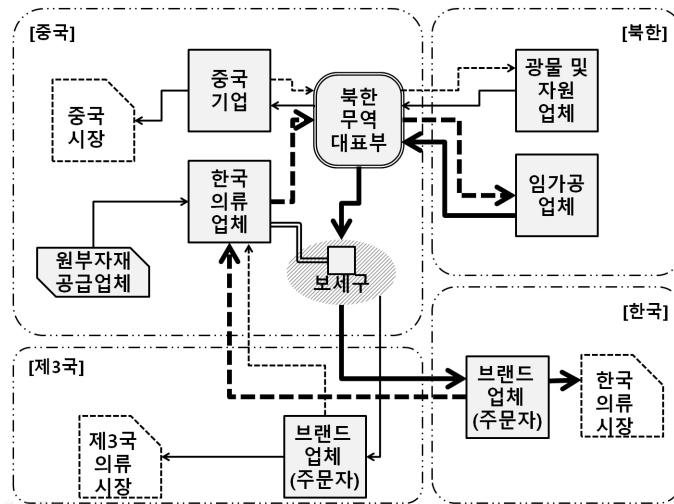 [중국]
중국
기업
중국
시장
북한
무역
대표부
한국
의류
업체
원부자재
공급업체
보세구
[북한]
광물 및
자원
업체
임가공
업체
[제3국]
제3국
의류
시장
브랜드
업체
(주문자)
[한국]
브랜드
업체
(주문자)
한국
의류
시장